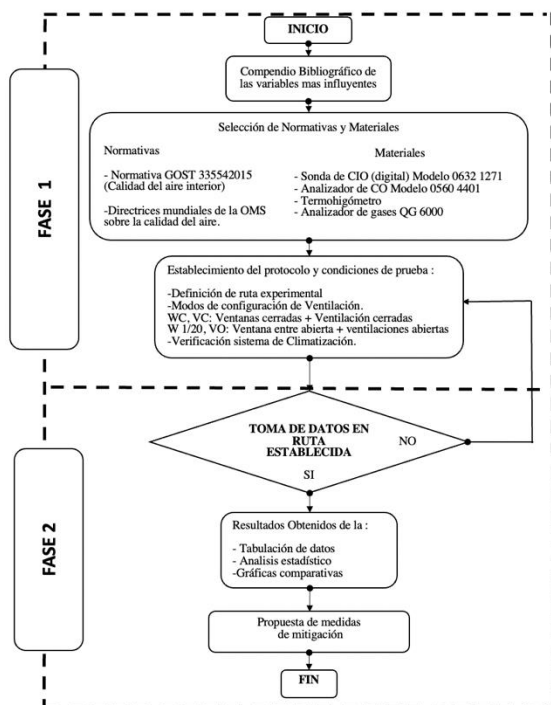 INICIO
Compendio Bibliográfico de
las variables mas influyentes
FASE 1
Selección de Normativas y Materiales
Normativas
- Normativa GOST 335542015
(Calidad del aire interior)
-Directrices mundiales de la OMS
sobre la calidad del aire.
Materiales
- Sonda de CIO (digital) Modelo 0632 1271
- Analizador de CO Modelo 0560 4401
- Termohigómetro
- Analizador de gases QG 6000
Establecimiento del protocolo y condiciones de prueba :
-Definición de ruta experimental
-Modos de configuración de Ventilación.
WC, VC: Ventanas cerradas + Ventilación cerradas
W 1/20, VO: Ventana entre abierta + ventilaciones abiertas
-Verificación sistema de Climatización.
FASE 2
TOMA DE DATOS EN
RUTA
ESTABLECIDA
NO
SI
Resultados Obtenidos de la :
- Tabulación de datos
- Analisis estadístico
-Gráficas comparativas
Propuesta de medidas
de mitigación
FIN